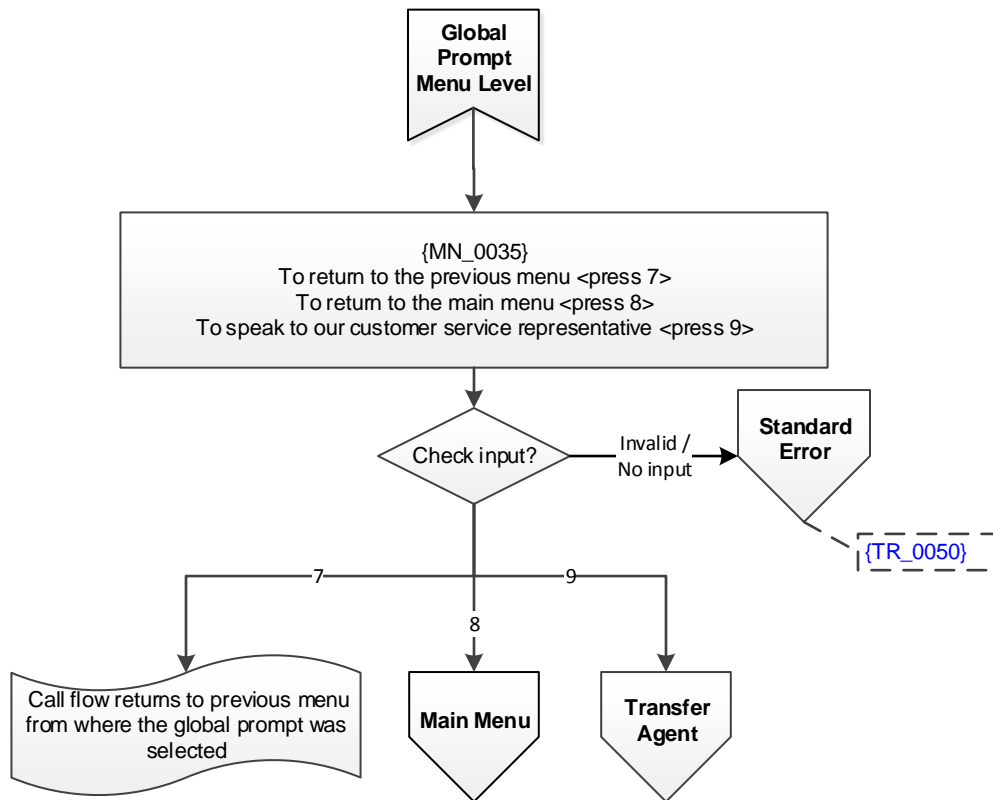 Global
Prompt
Menu Level
{MN_0035}
To return to the previous menu <press 7>
To return to the main menu <press 8>
To speak to our customer service representative <press 9>
Check input?
Invalid /
No input
Standard
Error
{TR_0050}
7
9
8
Call flow returns to previous menu
from where the global prompt was
selected
Main Menu
Transfer
Agent